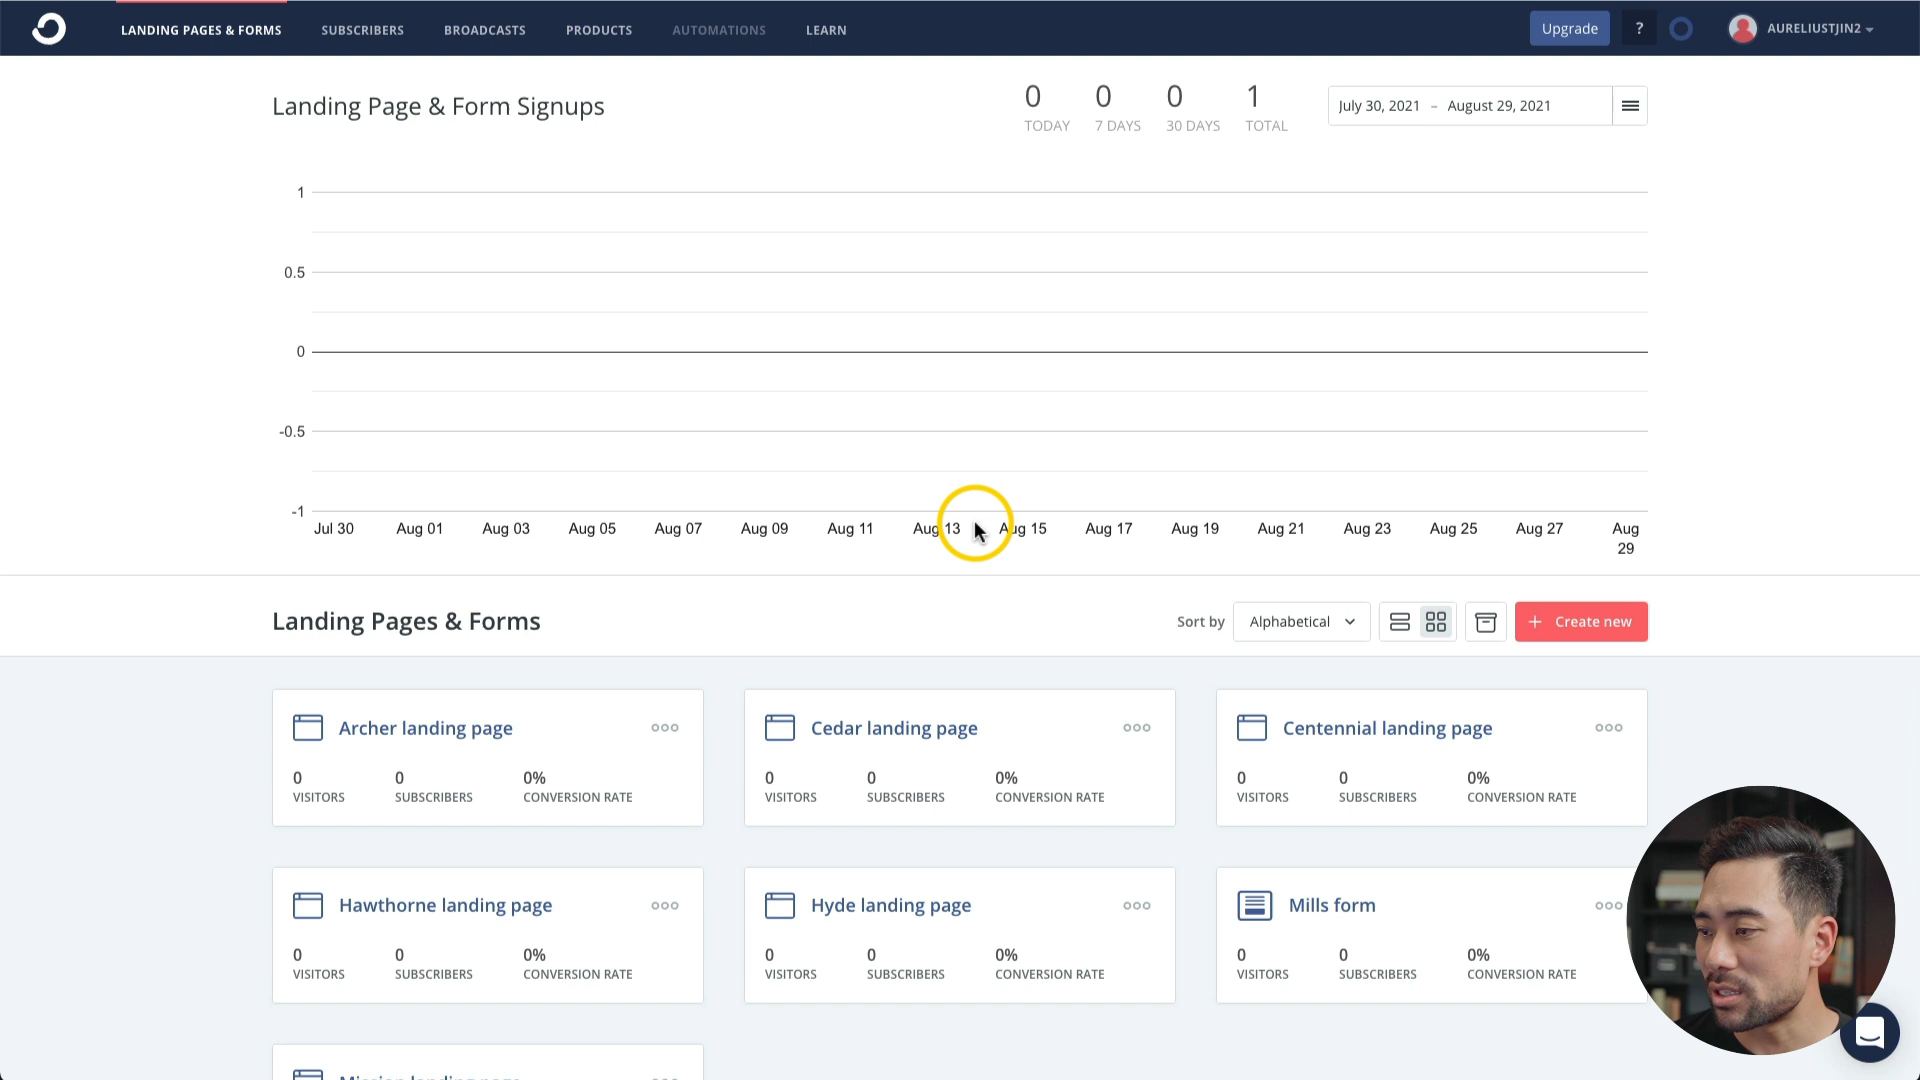 LANDING PAGES & FORMS SUBSCRIBERS BROADCASTS PRODUCTS AUTOMATIONS LEARN Upgrade ? AURELIUSTJIN2
Landing Page & Form Signups
0 0 0 1
TODAY 7 DAYS 30 DAYS TOTAL
July 30, 2021 – August 29, 2021
1
0.5
0
-0.5
-1
Jul 30 Aug 01 Aug 03 Aug 05 Aug 07 Aug 09 Aug 11 Aug 13 Aug 15 Aug 17 Aug 19 Aug 21 Aug 23 Aug 25 Aug 27 Aug 29
Landing Pages & Forms Sort by Alphabetical + Create new
Archer landing page Cedar landing page Centennial landing page
0 0 0% 0 0 0% 0 0 0%
VISITORS SUBSCRIBERS CONVERSION RATE VISITORS SUBSCRIBERS CONVERSION RATE VISITORS SUBSCRIBERS CONVERSION RATE
Hawthorne landing page Hyde landing page Mills form
0 0 0% 0 0 0% 0 0 0%
VISITORS SUBSCRIBERS CONVERSION RATE VISITORS SUBSCRIBERS CONVERSION RATE VISITORS SUBSCRIBERS CONVERSION RATE